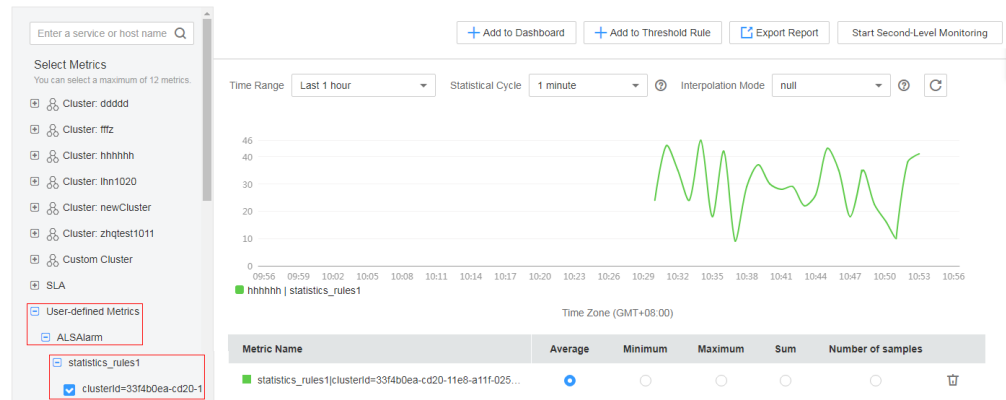 Enter a service or host name
Select Metrics
You can select a maximum of 12 metrics.
Cluster: ddddd
Cluster: fffz
Cluster: hhhhhh
Cluster: lhn1020
Cluster: newCluster
Cluster: zhqtest1011
Custom Cluster
SLA
User-defined Metrics
ALSAlarm
statistics_rules1
clusterId=33f4b0ea-cd20-1
Add to Dashboard
Add to Threshold Rule
Export Report
Start Second-Level Monitoring
Time Range Last 1 hour Statistical Cycle 1 minute Interpolation Mode null
46
40
30
20
10
0
09:56 09:59 10:02 10:05 10:08 10:11 10:14 10:17 10:20 10:23 10:26 10:29 10:32 10:35 10:38 10:41 10:44 10:47 10:50 10:53 10:56
hhhhhh | statistics_rules1
Time Zone (GMT+08:00)
Metric Name Average Minimum Maximum Sum Number of samples
statistics_rules1|clusterId=33f4b0ea-cd20-11e8-a11f-025...